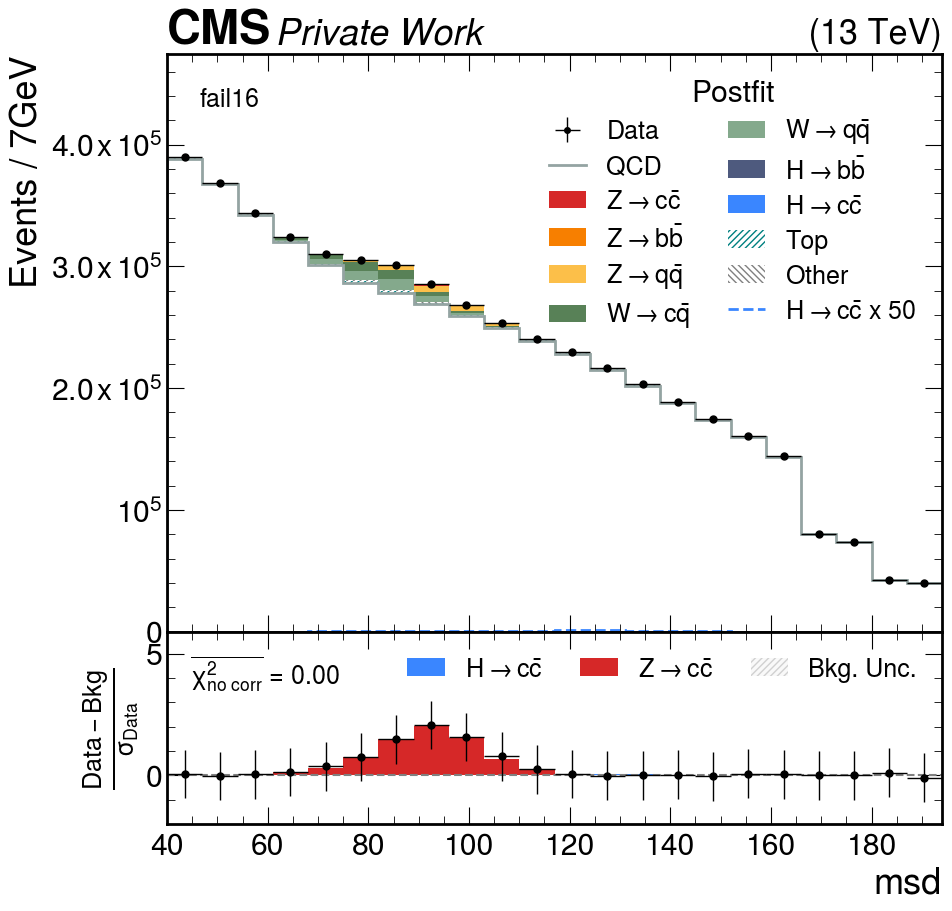 CMS Private Work (13 TeV)
Events / 7GeV
fail16
Postfit
Data
QCD
Z → cc̄
Z → bb̄
Z → qq̄
W → cq̄
W → qq̄
H → bb̄
H → cc̄
Top
Other
H → cc̄ x 50
4.0 x 10⁵
3.0 x 10⁵
2.0 x 10⁵
10⁵
0
Data − Bkg
σ_Data
5
0
χ²_no corr = 0.00
H → cc̄
Z → cc̄
Bkg. Unc.
40 60 80 100 120 140 160 180
msd